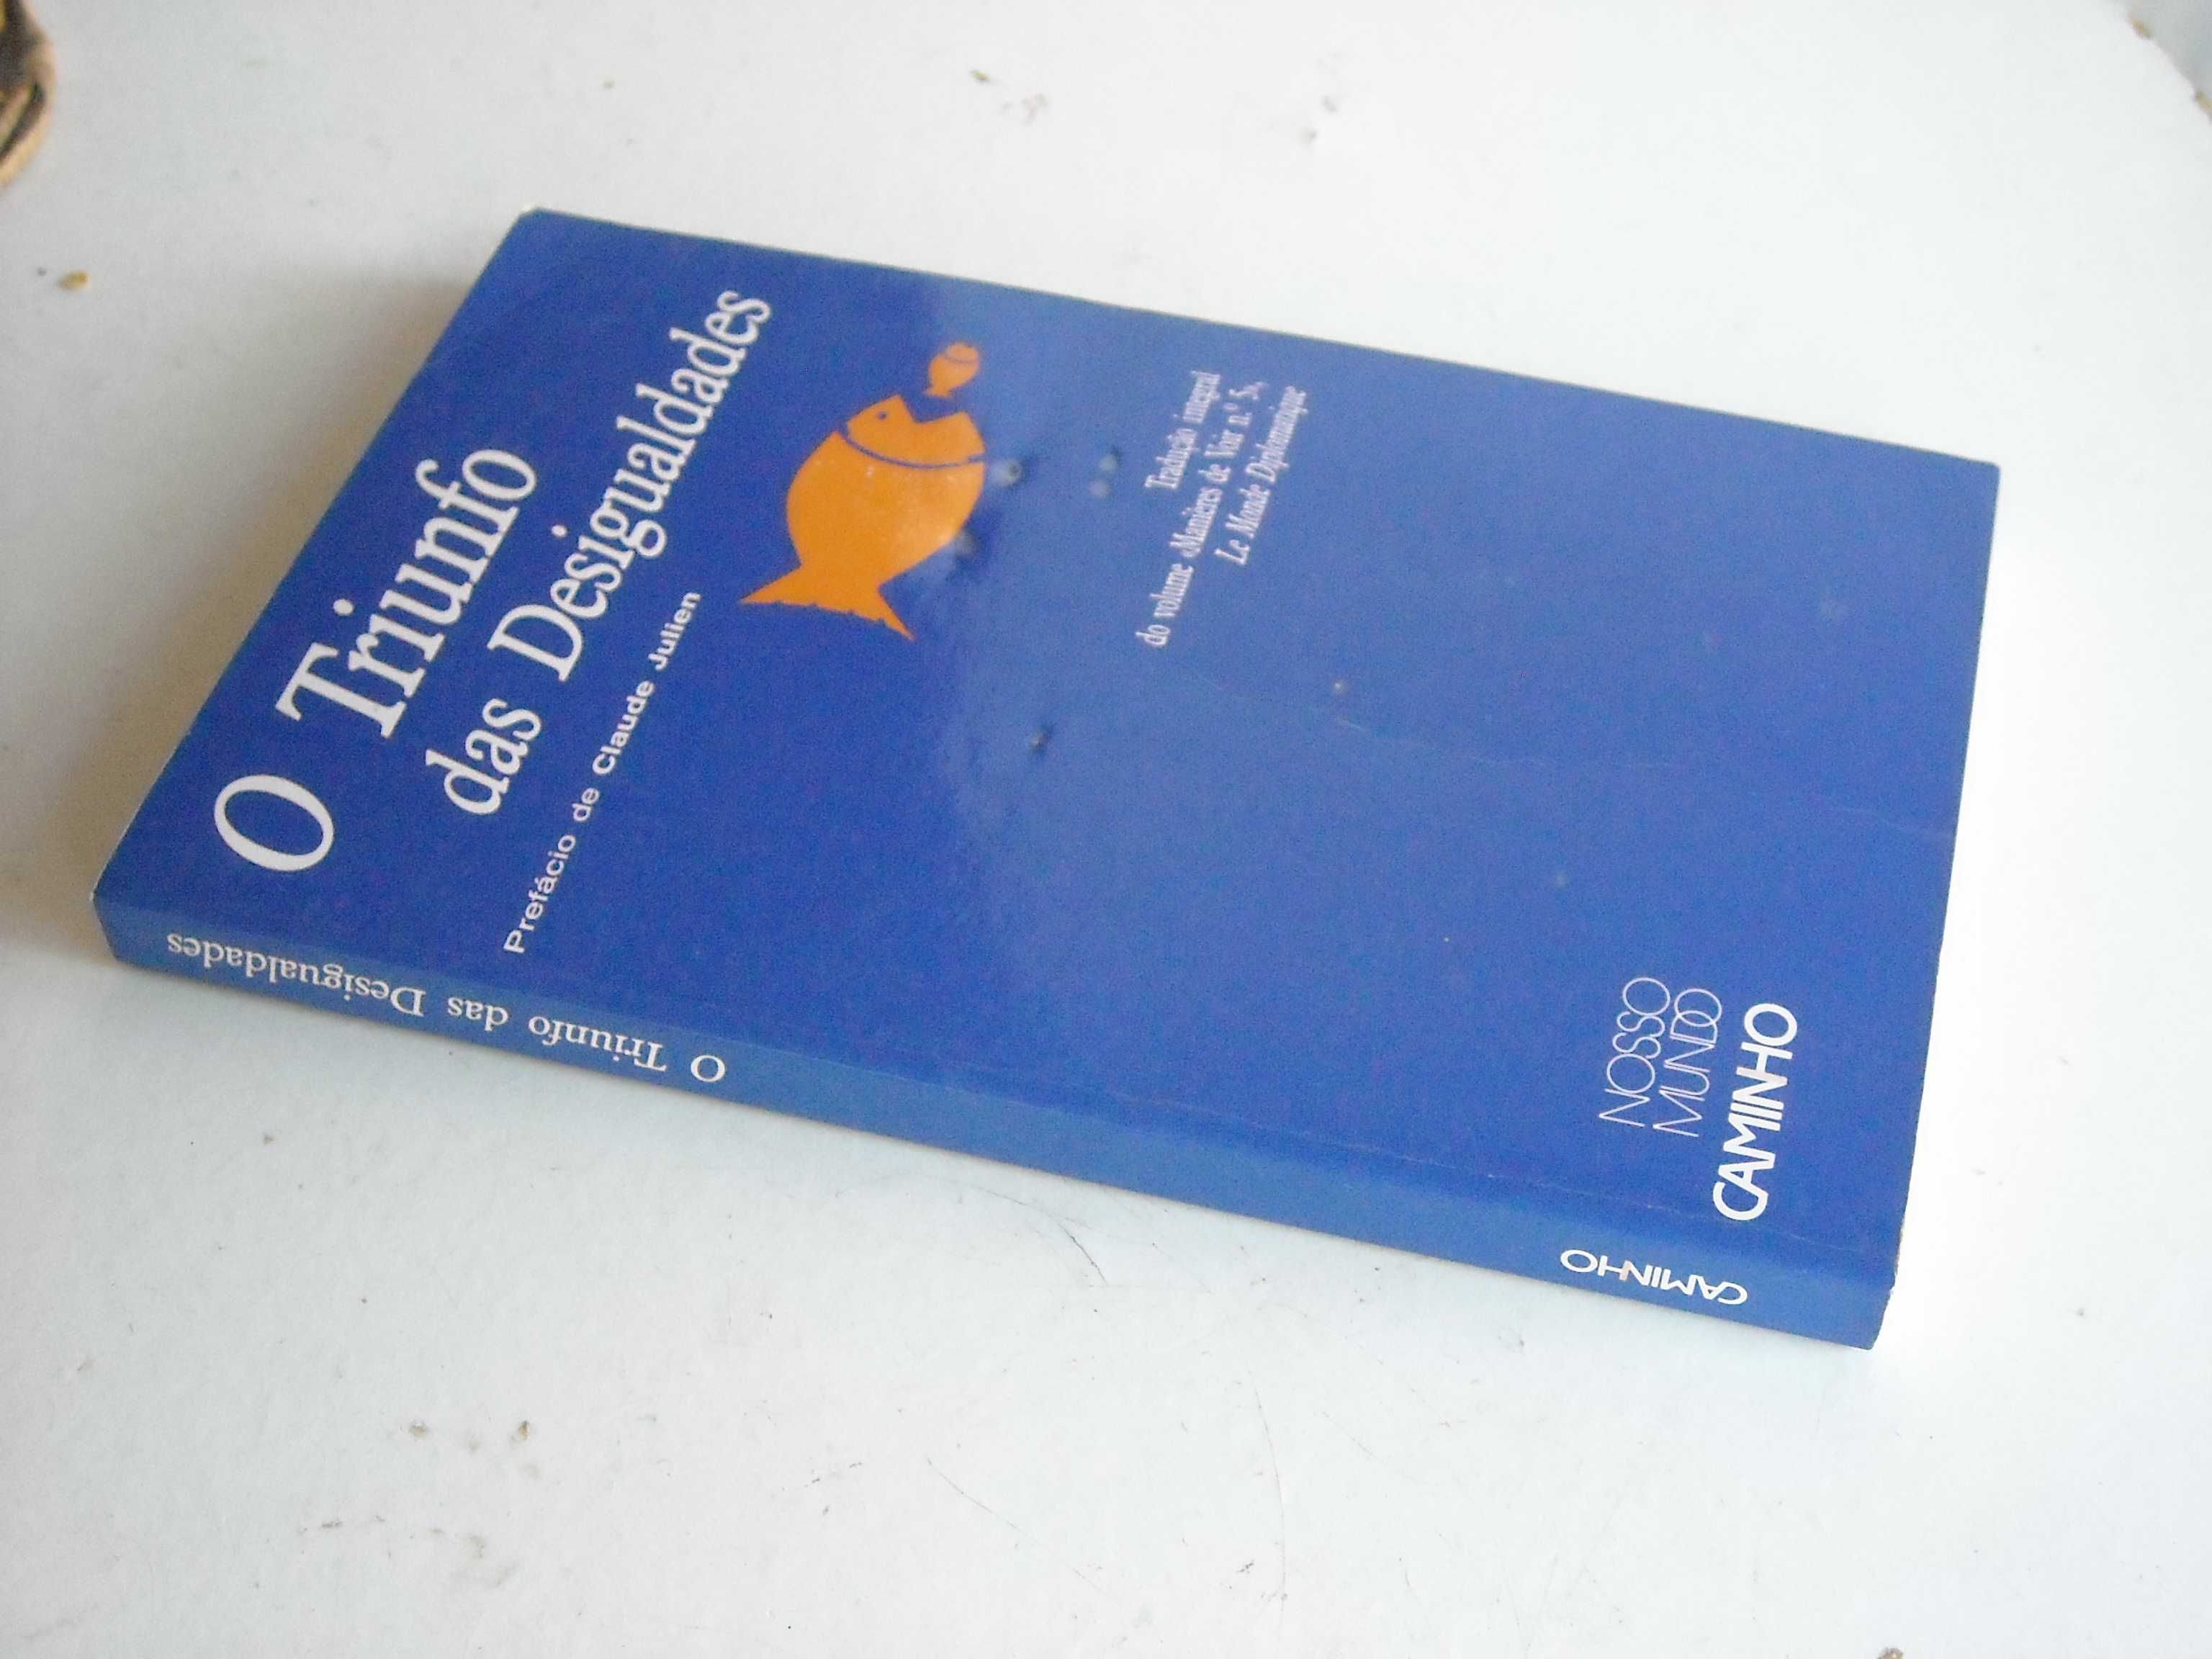 O Triunfo
das Desigualdades
Prefácio de Claude Julien
Tradução integral
do volume «Manières de Voir n.º 5,
Le Monde Diplomatique
NOSSO
MUNDO
CAMINHO
O Triunfo das Desigualdades
CAMINHO